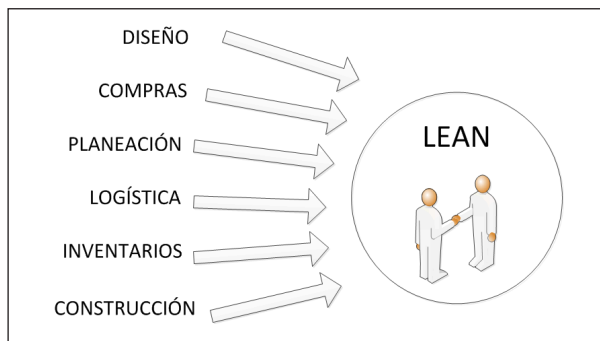 DISEÑO
COMPRAS
PLANEACIÓN
LOGÍSTICA
INVENTARIOS
CONSTRUCCIÓN
LEAN